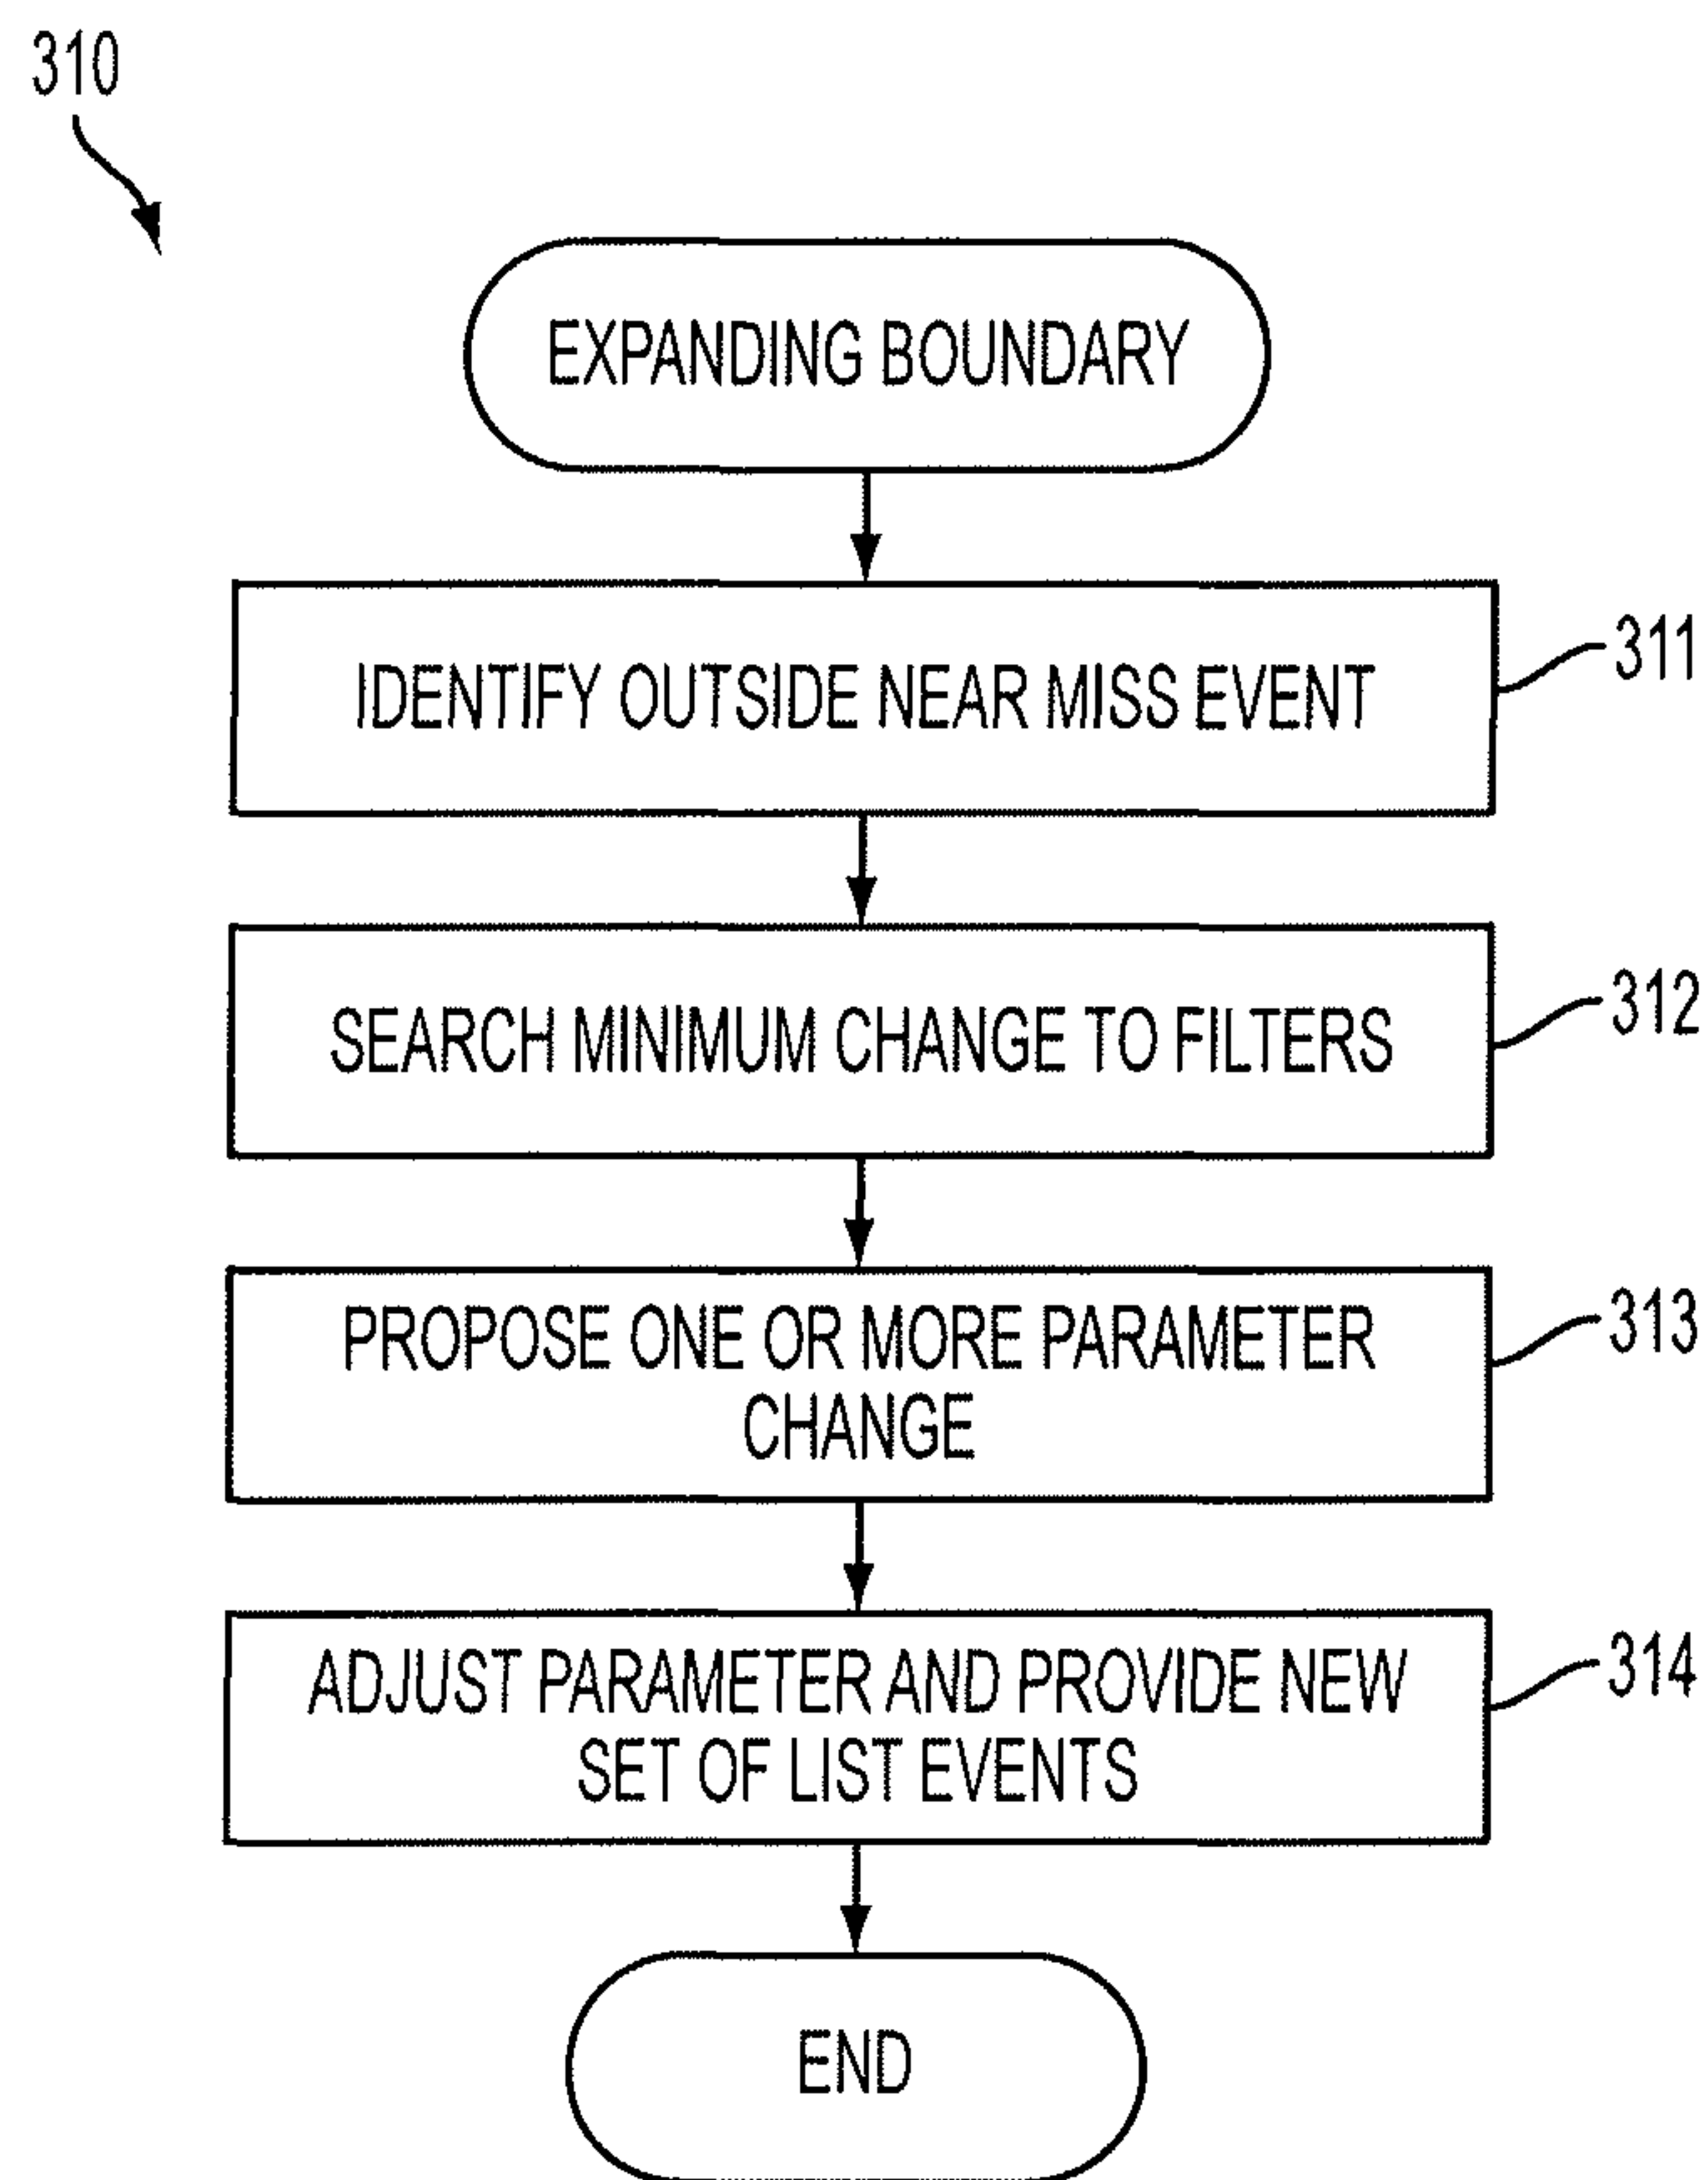 310
EXPANDING BOUNDARY
IDENTIFY OUTSIDE NEAR MISS EVENT
311
SEARCH MINIMUM CHANGE TO FILTERS
312
PROPOSE ONE OR MORE PARAMETER
CHANGE
313
ADJUST PARAMETER AND PROVIDE NEW
SET OF LIST EVENTS
314
END